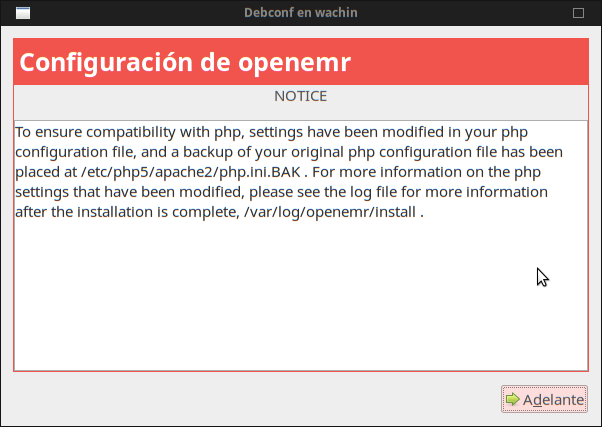 Debconf en wachin
Configuración de openemr
NOTICE
To ensure compatibility with php, settings have been modified in your php
configuration file, and a backup of your original php configuration file has been
placed at /etc/php5/apache2/php.ini.BAK . For more information on the php
settings that have been modified, please see the log file for more information
after the installation is complete, /var/log/openemr/install .
Adelante